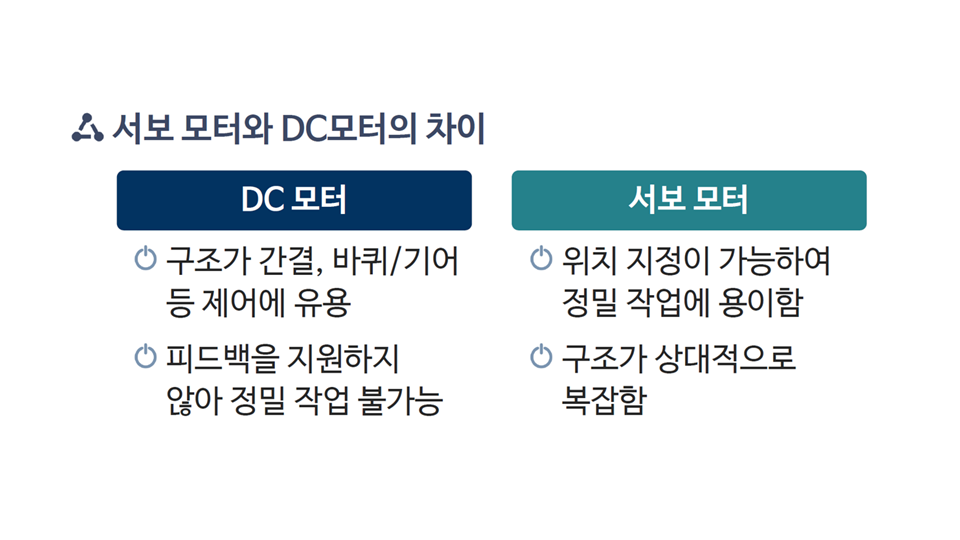 서보 모터와 DC모터의 차이
DC 모터
구조가 간결, 바퀴/기어
등 제어에 유용
피드백을 지원하지
않아 정밀 작업 불가능
서보 모터
위치 지정이 가능하여
정밀 작업에 용이함
구조가 상대적으로
복잡함